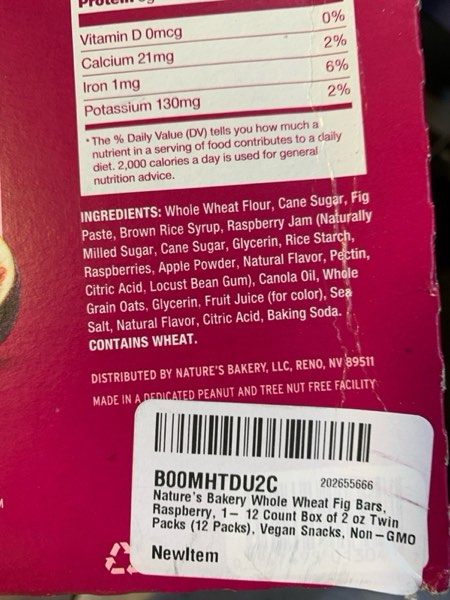 Protein
Vitamin D 0mcg 0%
Calcium 21mg 2%
Iron 1mg 6%
Potassium 130mg 2%
* The % Daily Value (DV) tells you how much a
nutrient in a serving of food contributes to a daily
diet. 2,000 calories a day is used for general
nutrition advice.
INGREDIENTS: Whole Wheat Flour, Cane Sugar, Fig
Paste, Brown Rice Syrup, Raspberry Jam (Naturally
Milled Sugar, Cane Sugar, Glycerin, Rice Starch,
Raspberries, Apple Powder, Natural Flavor, Pectin,
Citric Acid, Locust Bean Gum), Canola Oil, Whole
Grain Oats, Glycerin, Fruit Juice (for color), Sea
Salt, Natural Flavor, Citric Acid, Baking Soda.
CONTAINS WHEAT.
DISTRIBUTED BY NATURE'S BAKERY, LLC, RENO, NV 89511
MADE IN A DEDICATED PEANUT AND TREE NUT FREE FACILITY
B00MHTDU2C 202655666
Nature's Bakery Whole Wheat Fig Bars,
Raspberry, 1– 12 Count Box of 2 oz Twin
Packs (12 Packs), Vegan Snacks, Non–GMO
NewItem